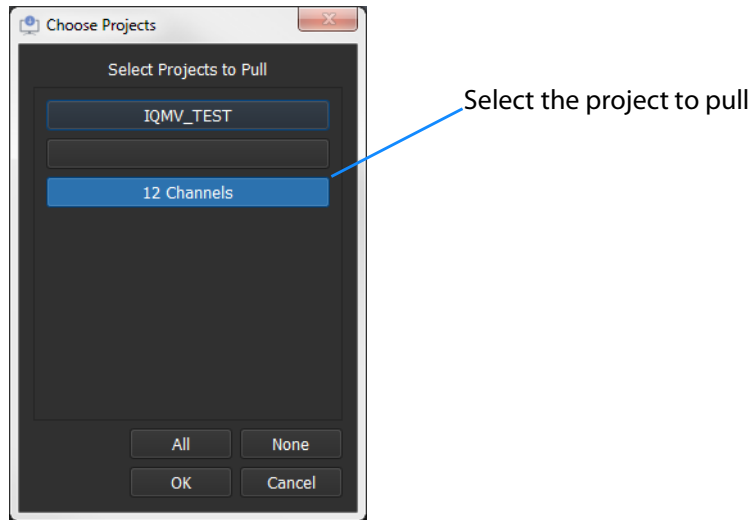 Choose Projects
Select Projects to Pull
IQMV_TEST
Select the project to pull
12 Channels
All None
OK Cancel